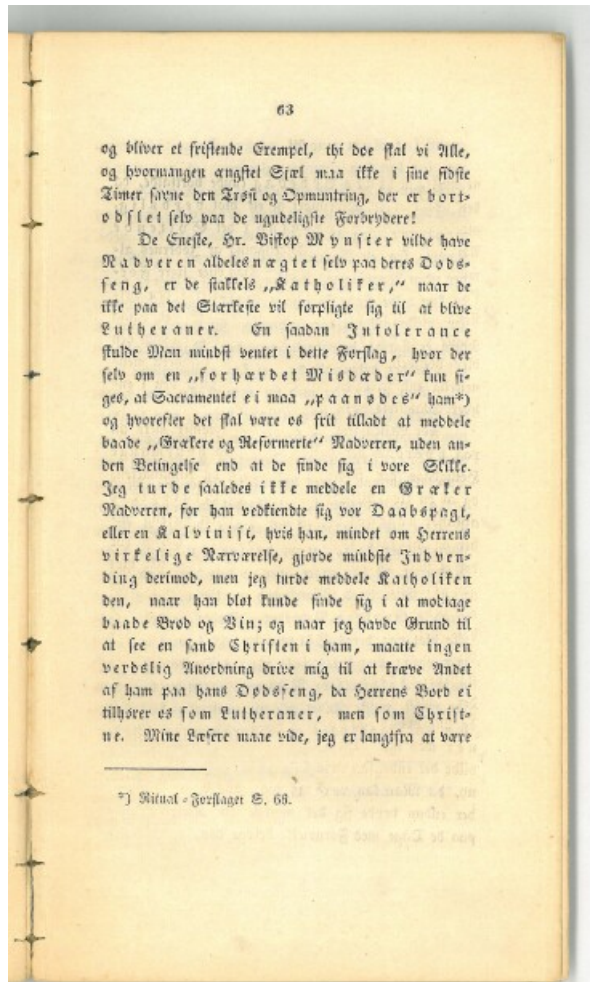 63
og bliver et fristende Exempel, thi døe skal vi Alle,
og hvormangen ængstet Sjæl maa ikke i sine sidste
Timer savne den Trøst og Opmuntring, der er bort-
ødslet selv paa de ugudeligste Forbrydere!
De Eneste, Hr. Biskop Mynster vilde have
Nadveren aldeles nægtet selv paa deres Døds-
seng, er de stakkels „Katholiker,“ naar de
ikke paa det Stærkeste vil forpligte sig til at blive
Lutheraner. En saadan Intolerance
skulde Man mindst ventet i dette Forslag, hvor der
selv om en „forhærdet Misdæder“ kun si-
ges, at Sacramentet ei maa „paanødes“ ham*)
og hvorefter det skal være os frit tilladt at meddele
baade „Grækere og Reformerte“ Nadveren, uden an-
den Betingelse end at de finde sig i vore Skikke.
Jeg turde saaledes ikke meddele en Græker
Nadveren, før han vedkiendte sig vor Daabspagt,
eller en Kalvinist, hvis han, mindet om Herrens
virkelige Nærværelse, gjorde mindste Indven-
ding derimod, men jeg turde meddele Katholiken
den, naar han blot kunde finde sig i at modtage
baade Brød og Vin; og naar jeg havde Grund til
at see en sand Christen i ham, maatte ingen
verdslig Anordning drive mig til at kræve Andet
af ham paa hans Dødsseng, da Herrens Bord ei
tilhører os som Lutheraner, men som Christ-
ne. Mine Læsere maae vide, jeg er langtfra at være
*) Ritual-Forslaget S. 68.